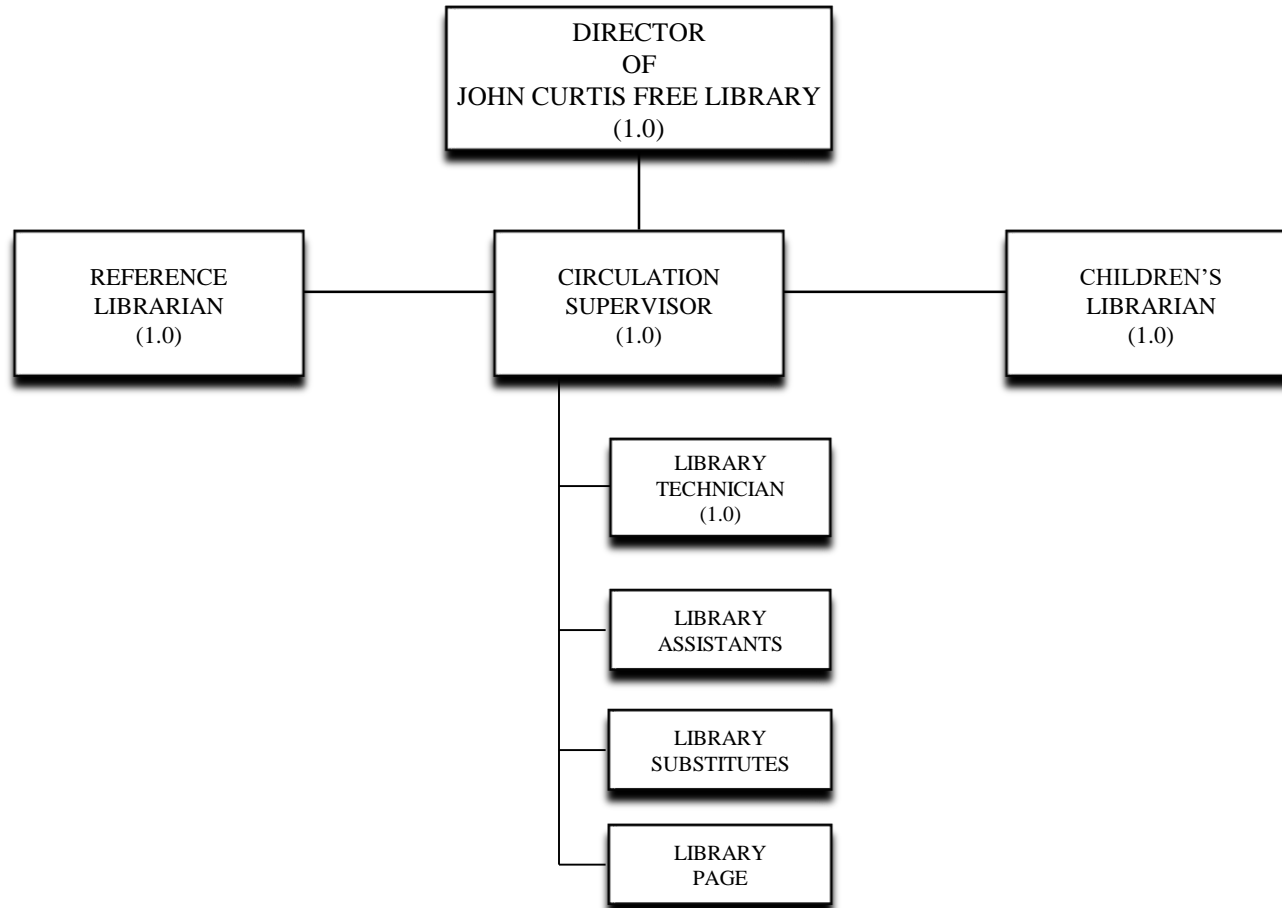 DIRECTOR
OF
JOHN CURTIS FREE LIBRARY
(1.0)
REFERENCE
LIBRARIAN
(1.0)
CIRCULATION
SUPERVISOR
(1.0)
CHILDREN’S
LIBRARIAN
(1.0)
LIBRARY
TECHNICIAN
(1.0)
LIBRARY
ASSISTANTS
LIBRARY
SUBSTITUTES
LIBRARY
PAGE